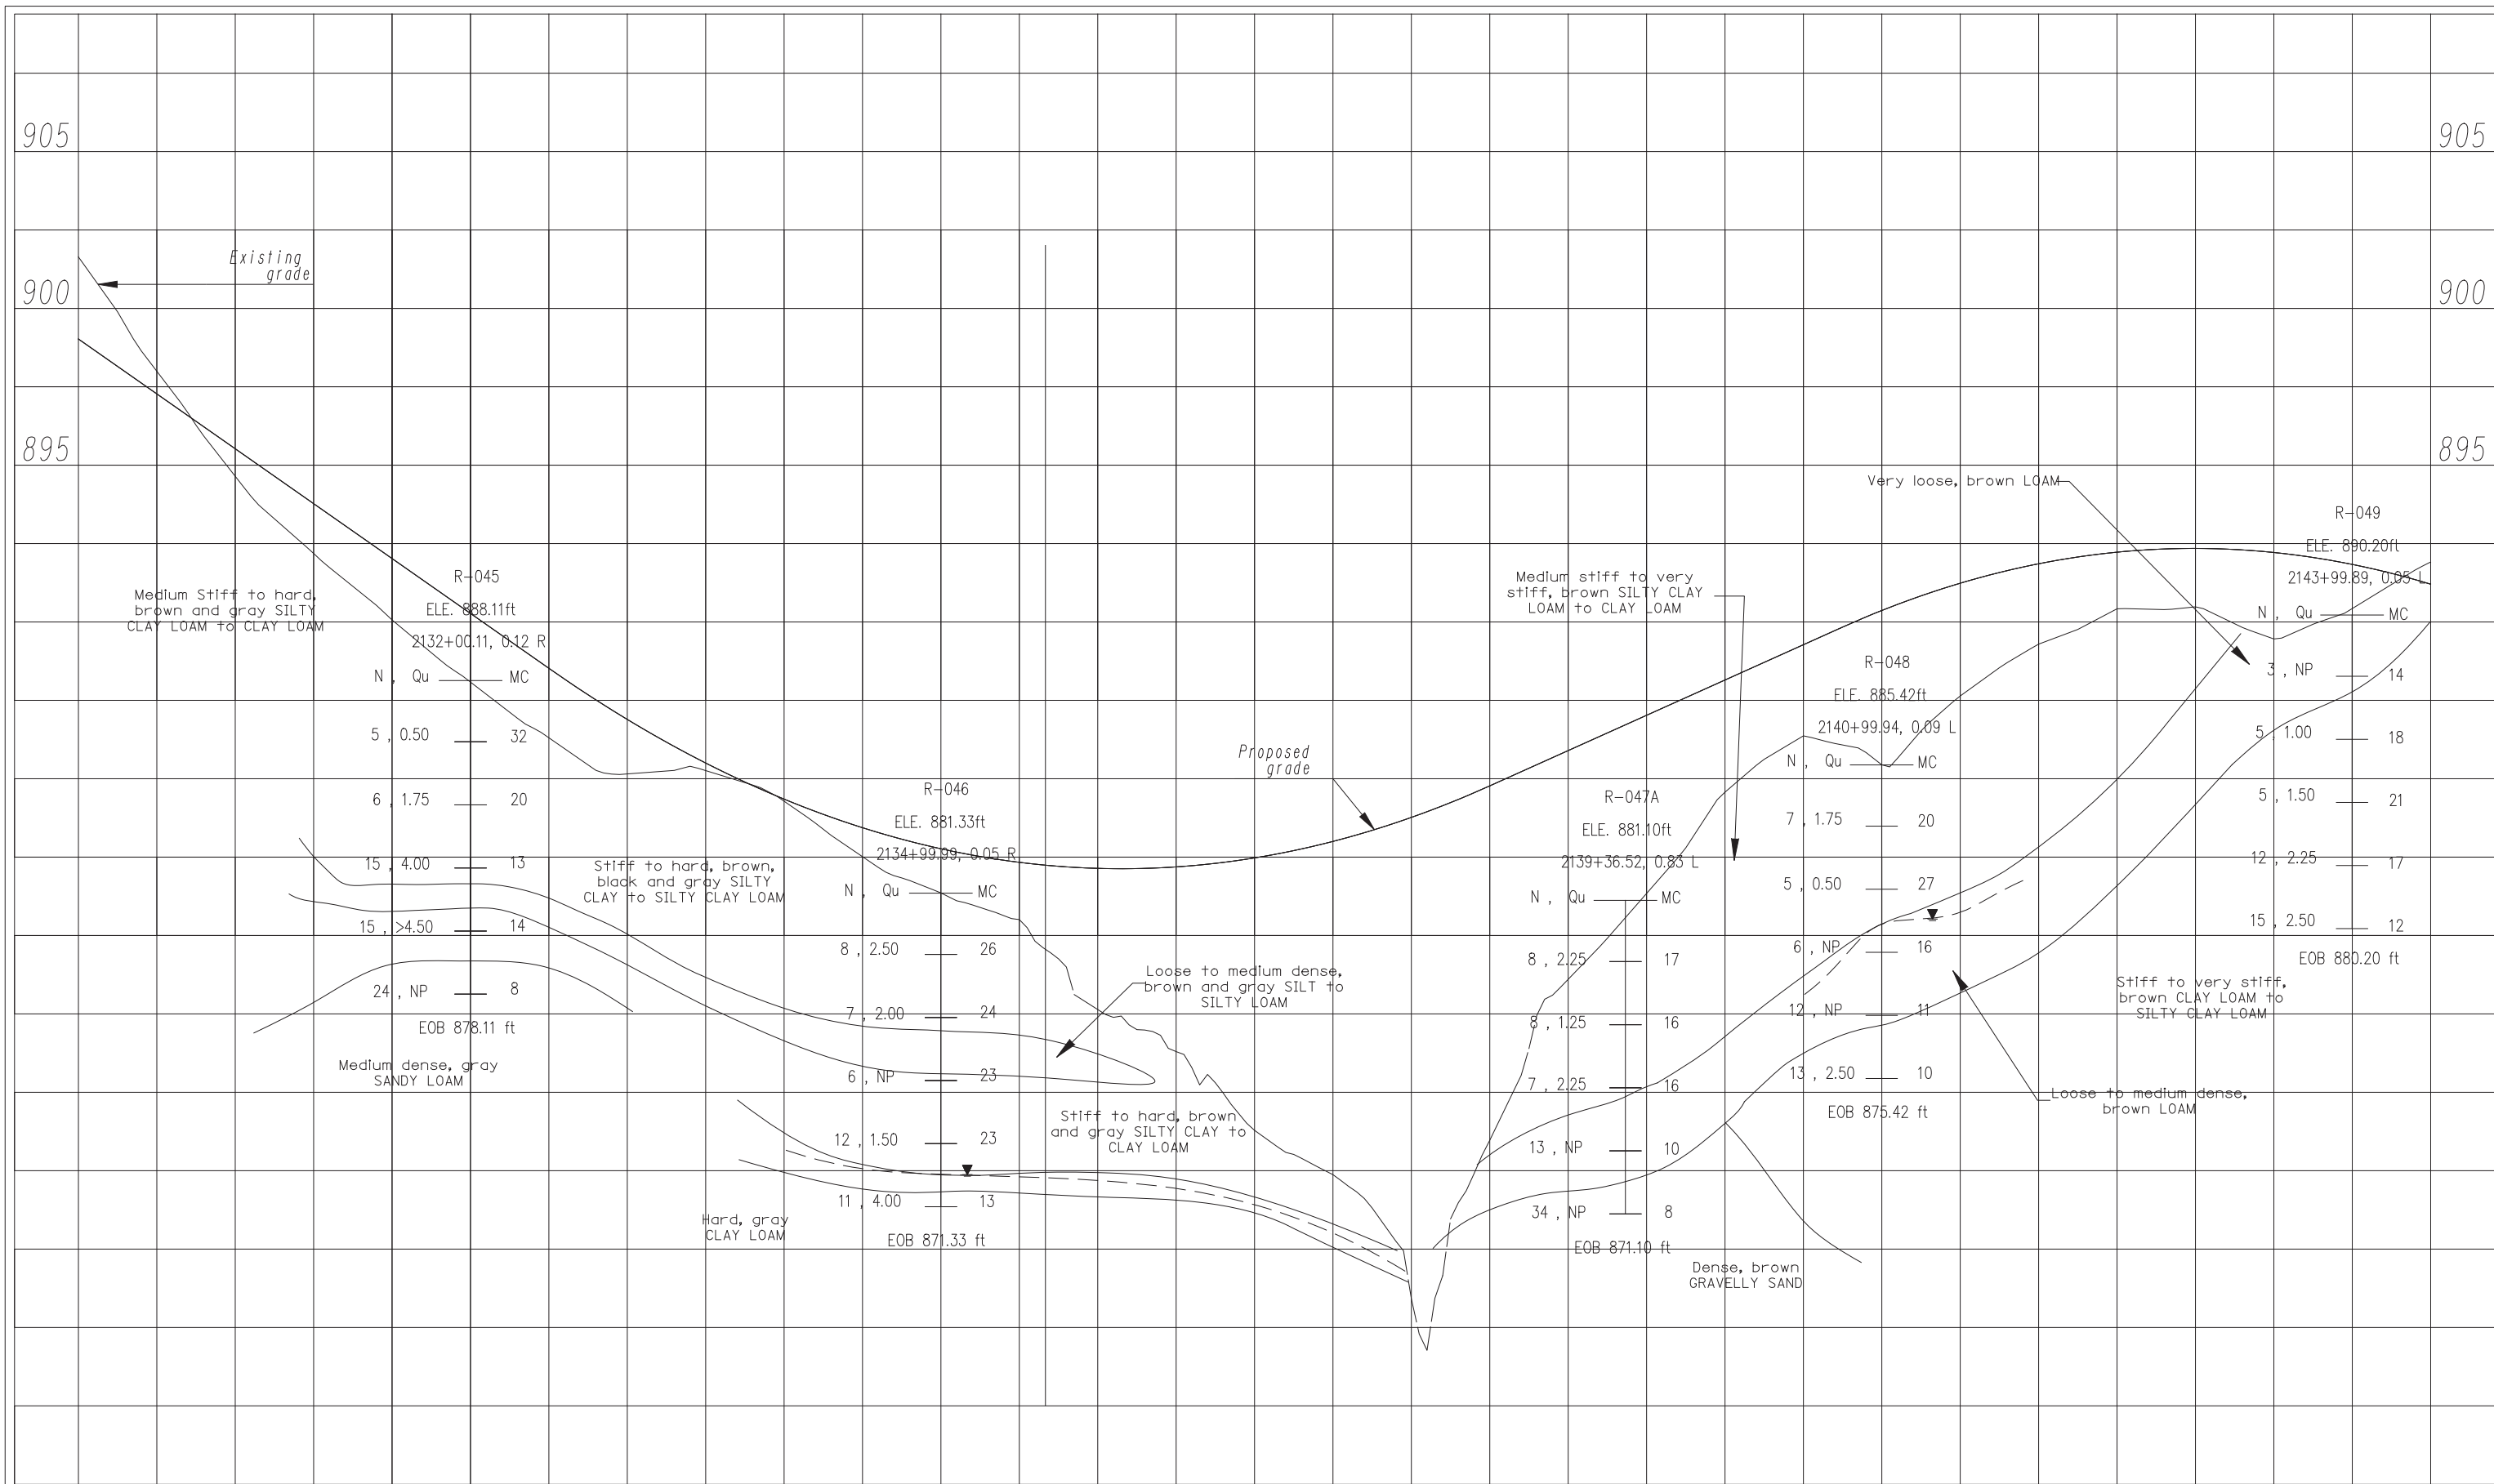 905
905
Existing
grade
900
900
895
895
Very loose, brown LOAM
R-049
ELE. 890.20ft
2143+99.89, 0.05 L
N , Qu MC
3 , NP 14
5 , 1.00 18
5 , 1.50 21
12 , 2.25 17
15 , 2.50 12
EOB 880.20 ft
Medium Stiff to hard,
brown and gray SILTY
CLAY LOAM to CLAY LOAM
R-045
ELE. 888.11ft
2132+00.11, 0.12 R
N , Qu MC
5 , 0.50 32
6 , 1.75 20
15 , 4.00 13
15 , >4.50 14
24 , NP 8
EOB 878.11 ft
Medium dense, gray
SANDY LOAM
Stiff to hard, brown,
black and gray SILTY
CLAY to SILTY CLAY LOAM
R-046
ELE. 881.33ft
2134+99.99, 0.05 R
N , Qu MC
8 , 2.50 26
7 , 2.00 24
6 , NP 23
12 , 1.50 23
11 , 4.00 13
EOB 871.33 ft
Hard, gray
CLAY LOAM
Loose to medium dense,
brown and gray SILT to
SILTY LOAM
Stiff to hard, brown
and gray SILTY CLAY to
CLAY LOAM
Proposed
grade
Medium stiff to very
stiff, brown SILTY CLAY
LOAM to CLAY LOAM
R-047A
ELE. 881.10ft
2139+36.52, 0.83 L
N , Qu MC
8 , 2.25 17
8 , 1.25 16
7 , 2.25 16
13 , NP 10
34 , NP 8
EOB 871.10 ft
Dense, brown
GRAVELLY SAND
R-048
ELE. 885.42ft
2140+99.94, 0.09 L
N , Qu MC
7 , 1.75 20
5 , 0.50 27
6 , NP 16
12 , NP 11
13 , 2.50 10
EOB 875.42 ft
Stiff to very stiff,
brown CLAY LOAM to
SILTY CLAY LOAM
Loose to medium dense,
brown LOAM